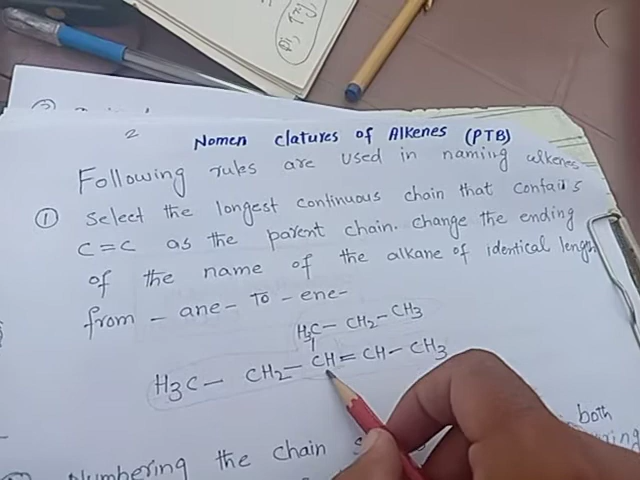 2
Nomen clatures of Alkenes (PTB)
Following rules are used in naming alkenes
① Select the longest continuous chain that contains
C=C as the parent chain. Change the ending
of the name of the alkane of identical length
from - ane - To - ene-
H3C- CH2-CH3
H3C- CH2- CH=CH-CH3
Numbering the chain both